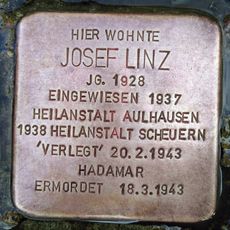 HIER WOHNTE
JOSEF LINZ
JG. 1928
EINGEWIESEN 1937
HEILANSTALT AULHAUSEN
1938 HEILANSTALT SCHEUERN
'VERLEGT' 20.2.1943
HADAMAR
ERMORDET 18.3.1943